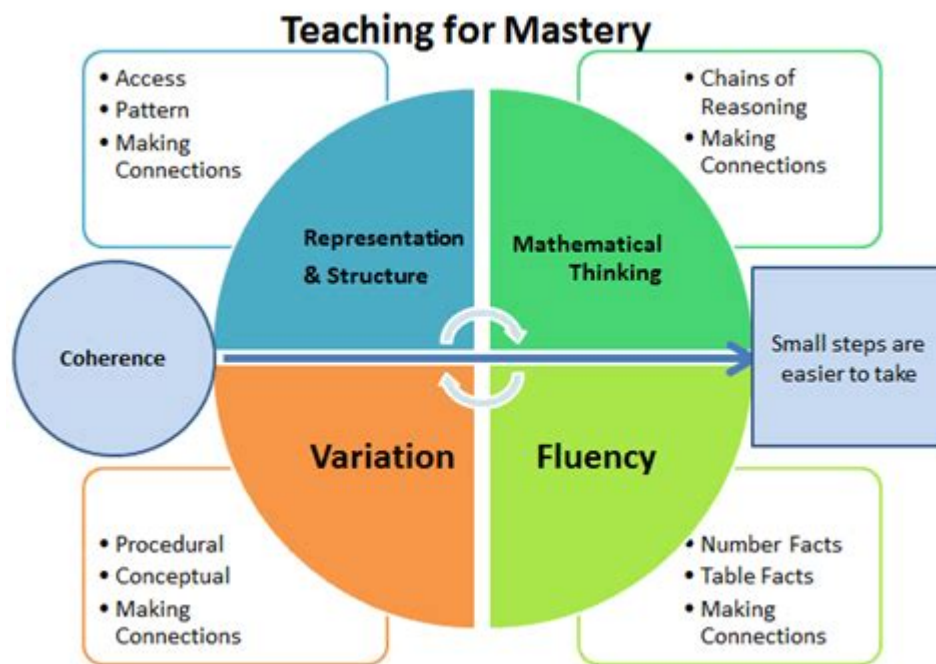 Teaching for Mastery
• Access
• Pattern
• Making
Connections
• Chains of
Reasoning
• Making
Connections
Representation
& Structure
Mathematical
Thinking
Coherence
Small steps are
easier to take
Variation
Fluency
• Procedural
• Conceptual
• Making
Connections
• Number Facts
• Table Facts
• Making
Connections